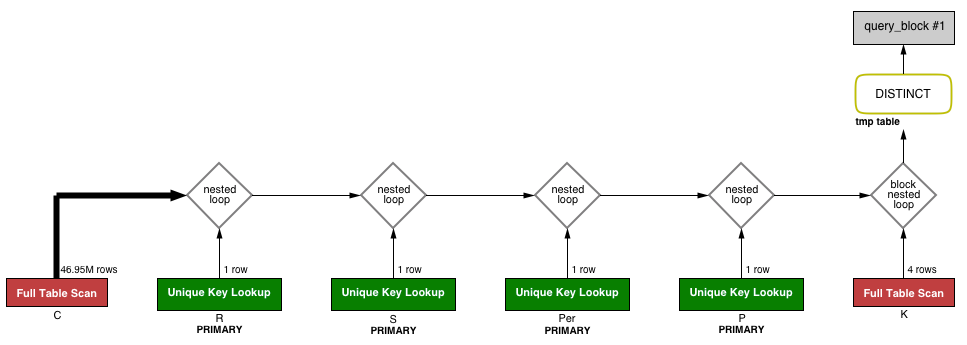 query_block #1
DISTINCT
tmp table
nested
loop
nested
loop
nested
loop
nested
loop
block
nested
loop
46.95M rows
1 row
1 row
1 row
1 row
4 rows
Full Table Scan
Unique Key Lookup
Unique Key Lookup
Unique Key Lookup
Unique Key Lookup
Full Table Scan
C
R
S
Per
P
K
PRIMARY
PRIMARY
PRIMARY
PRIMARY